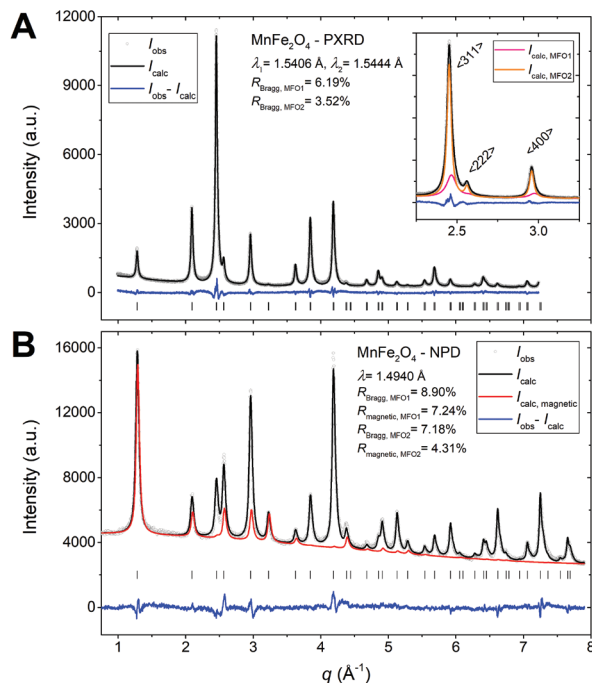 A
I_obs
I_calc
I_obs - I_calc
MnFe₂O₄ - PXRD
λ₁ = 1.5406 Å, λ₂ = 1.5444 Å
R_Bragg, MFO1 = 6.19%
R_Bragg, MFO2 = 3.52%
I_calc, MFO1
I_calc, MFO2
<311>
<222>
<400>
2.5 3.0
Intensity (a.u.)
12000
9000
6000
3000
0
B
MnFe₂O₄ - NPD
λ = 1.4940 Å
R_Bragg, MFO1 = 8.90%
R_magnetic, MFO1 = 7.24%
R_Bragg, MFO2 = 7.18%
R_magnetic, MFO2 = 4.31%
I_obs
I_calc
I_calc, magnetic
I_obs - I_calc
Intensity (a.u.)
16000
12000
8000
4000
0
1 2 3 4 5 6 7 8
q (Å⁻¹)